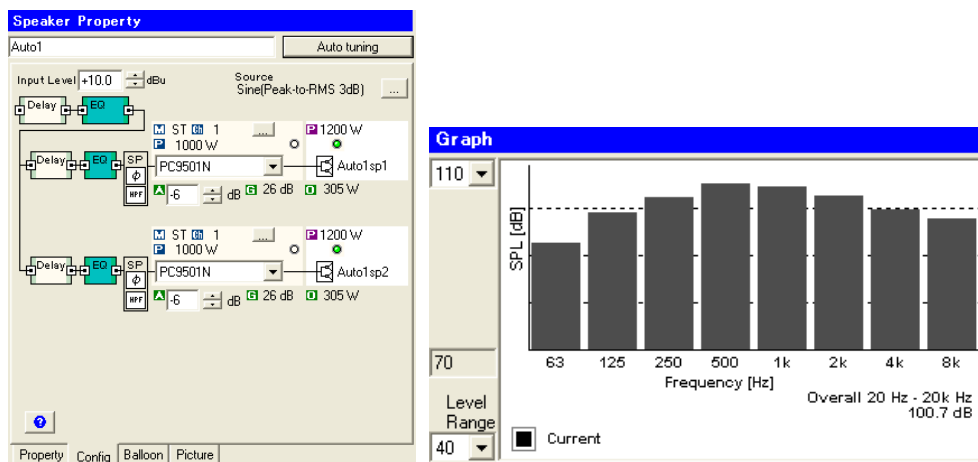 Speaker Property
Auto1
Auto tuning
Input Level +10.0 dBu
Source
Sine(Peak-to-RMS 3dB) ...
Delay EQ
M ST Ch 1 ... P 1200 W
P 1000 W
Delay EQ SP PC9501N Auto1sp1
Φ
HPF
A -6 dB G 26 dB O 305 W
M ST Ch 1 ... P 1200 W
P 1000 W
Delay EQ SP PC9501N Auto1sp2
Φ
HPF
A -6 dB G 26 dB O 305 W
?
Property Config Balloon Picture
Graph
110
SPL [dB]
70
63 125 250 500 1k 2k 4k 8k
Frequency [Hz]
Overall 20 Hz - 20k Hz
100.7 dB
Level
Range
40
Current